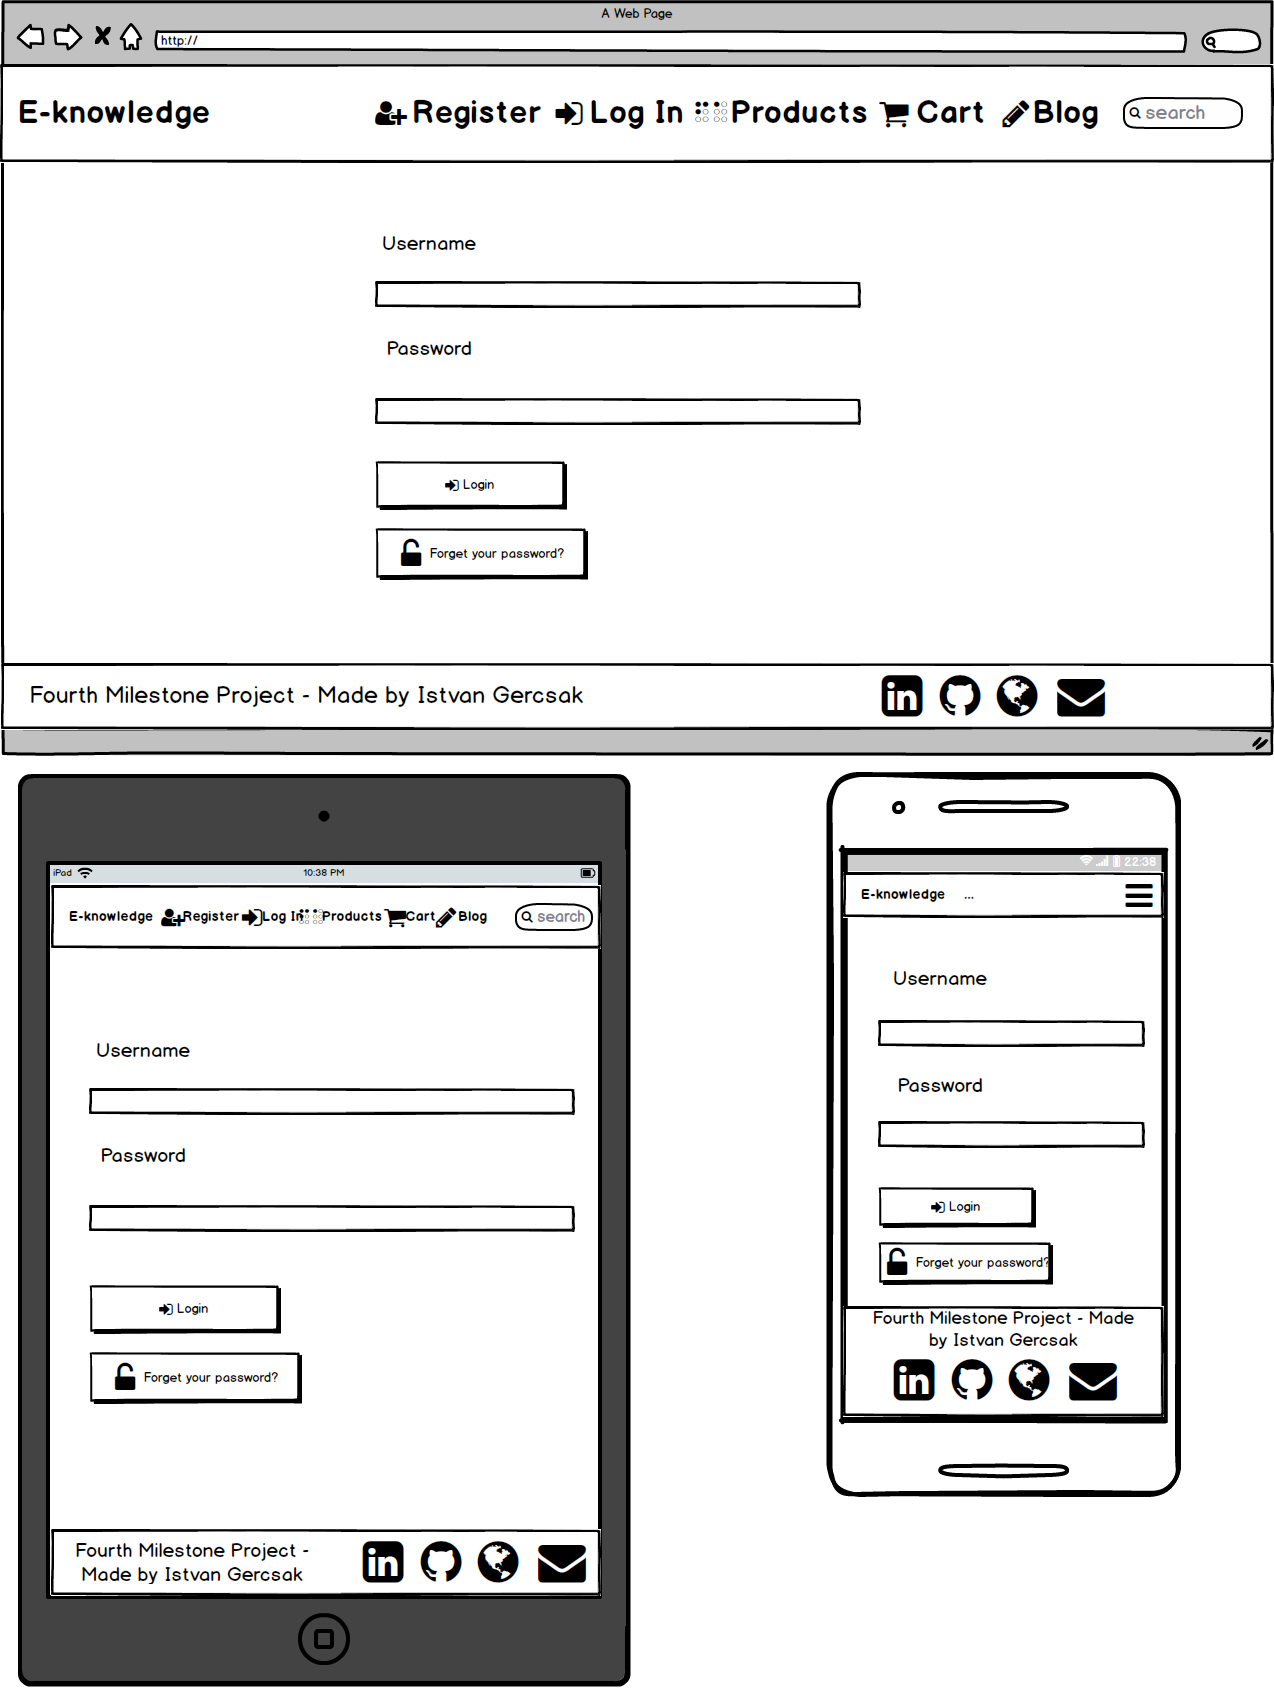 A Web Page
http://
E-knowledge Register Log In Products Cart Blog search
Username
Password
Login
Forget your password?
Fourth Milestone Project - Made by Istvan Gercsak
iPad 10:38 PM
E-knowledge Register Log In Products Cart Blog search
Username
Password
Login
Forget your password?
Fourth Milestone Project -
Made by Istvan Gercsak
22:38
E-knowledge ...
Username
Password
Login
Forget your password?
Fourth Milestone Project - Made
by Istvan Gercsak